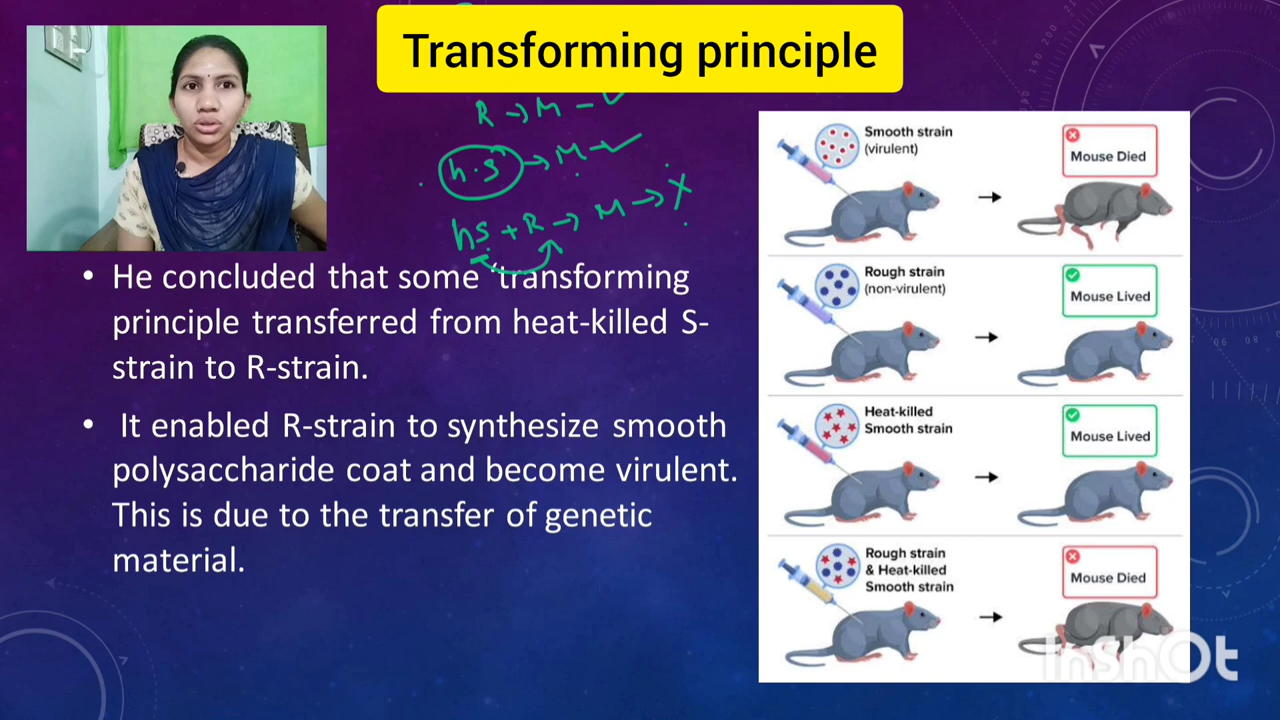 Transforming principle
R → M -
h.s → M - ✓
hs + R → M → X
• He concluded that some ‘transforming
principle transferred from heat-killed S-
strain to R-strain.
• It enabled R-strain to synthesize smooth
polysaccharide coat and become virulent.
This is due to the transfer of genetic
material.
Smooth strain
(virulent)
Mouse Died
Rough strain
(non-virulent)
Mouse Lived
Heat-killed
Smooth strain
Mouse Lived
Rough strain
& Heat-killed
Smooth strain
Mouse Died
InShOt